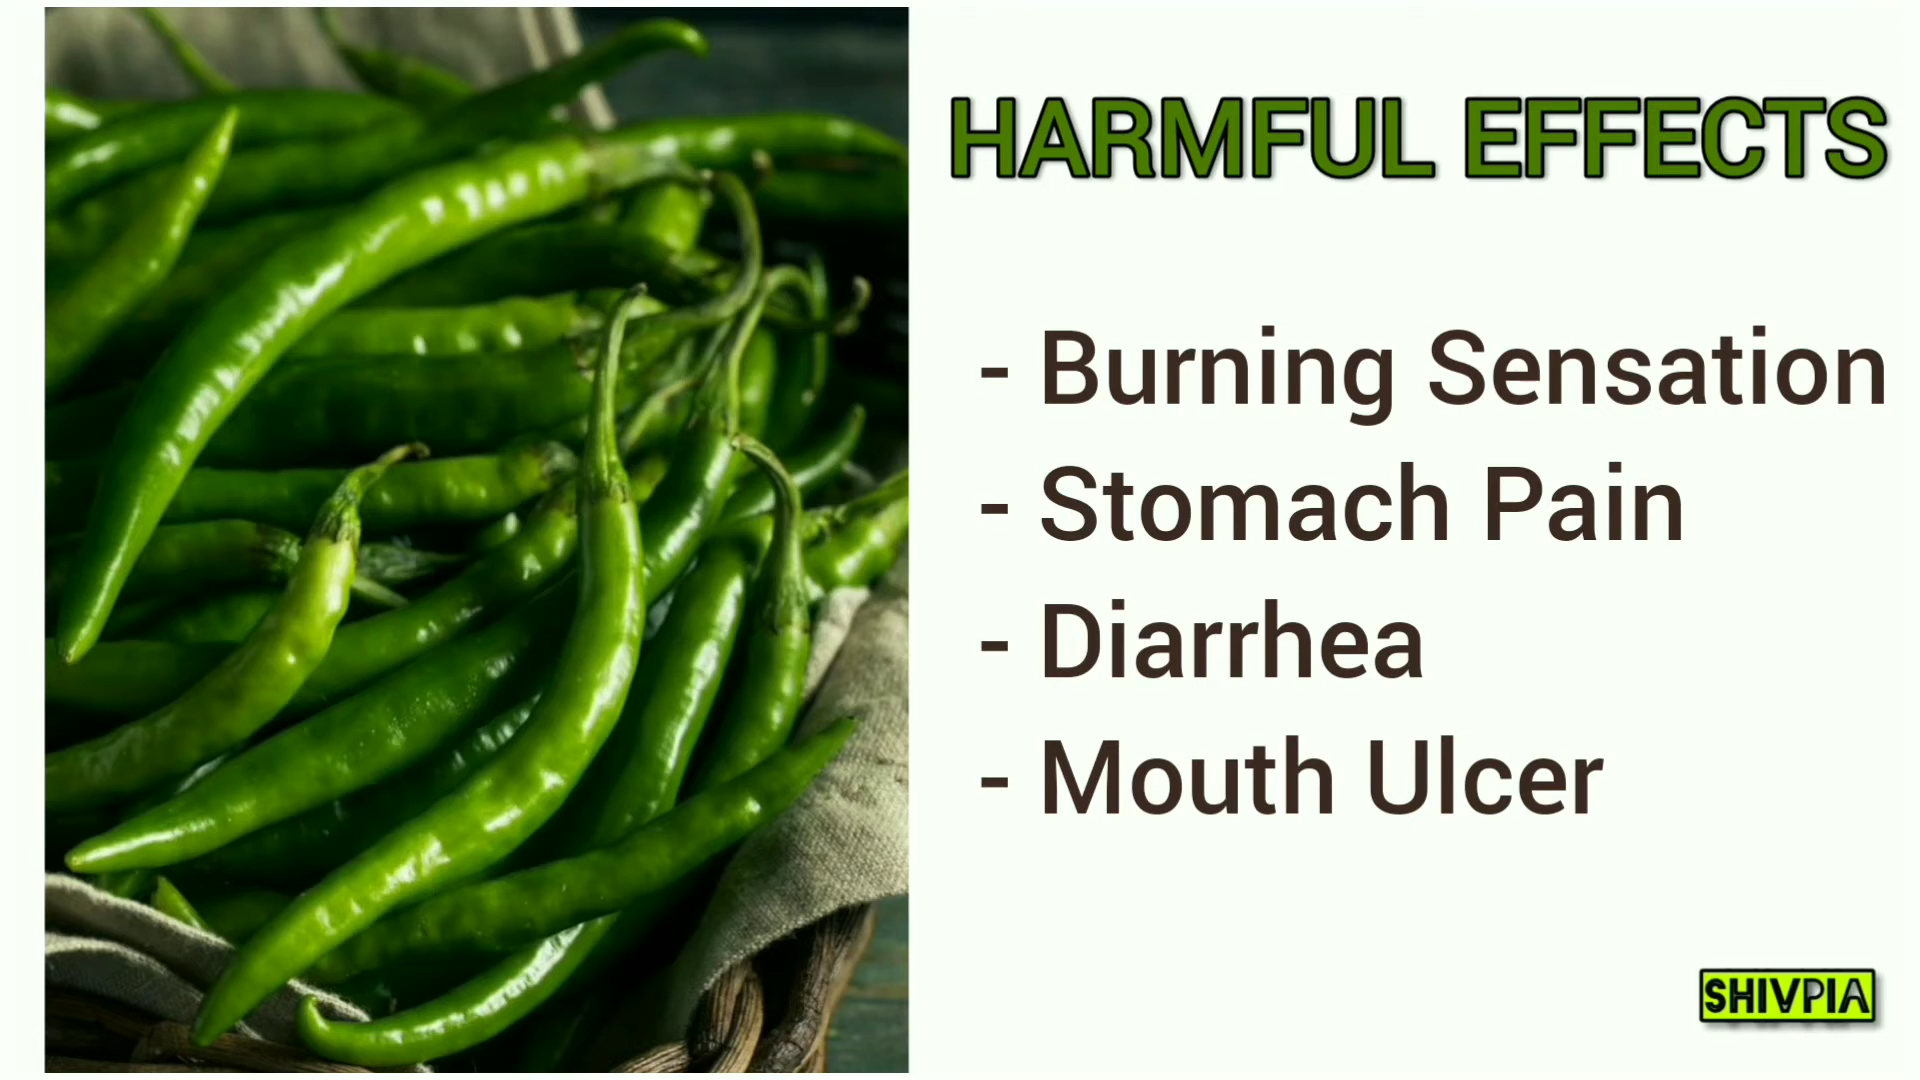 HARMFUL EFFECTS
- Burning Sensation
- Stomach Pain
- Diarrhea
- Mouth Ulcer
SHIVPIA